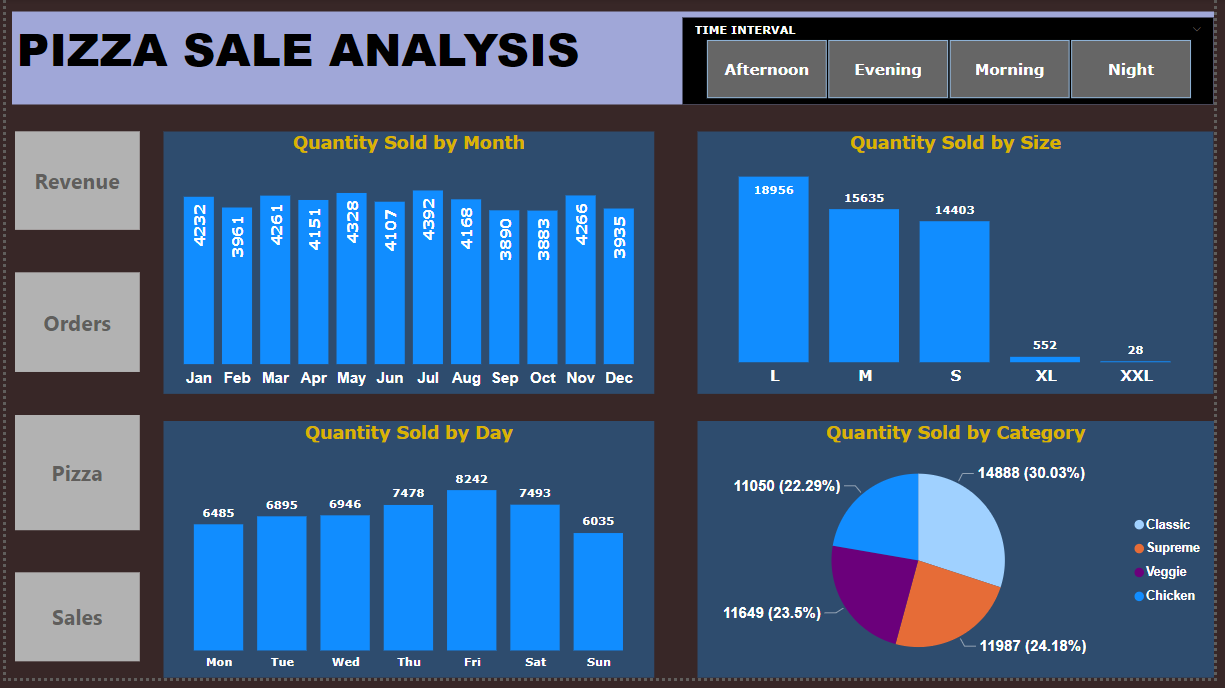 PIZZA SALE ANALYSIS
TIME INTERVAL
Afternoon Evening Morning Night
Revenue
Orders
Pizza
Sales
Quantity Sold by Month
4232 3961 4261 4151 4328 4107 4392 4168 3890 3883 4266 3935
Jan Feb Mar Apr May Jun Jul Aug Sep Oct Nov Dec
Quantity Sold by Size
18956 15635 14403 552 28
L M S XL XXL
Quantity Sold by Day
6485 6895 6946 7478 8242 7493 6035
Mon Tue Wed Thu Fri Sat Sun
Quantity Sold by Category
14888 (30.03%)
11050 (22.29%)
11649 (23.5%)
11987 (24.18%)
Classic
Supreme
Veggie
Chicken